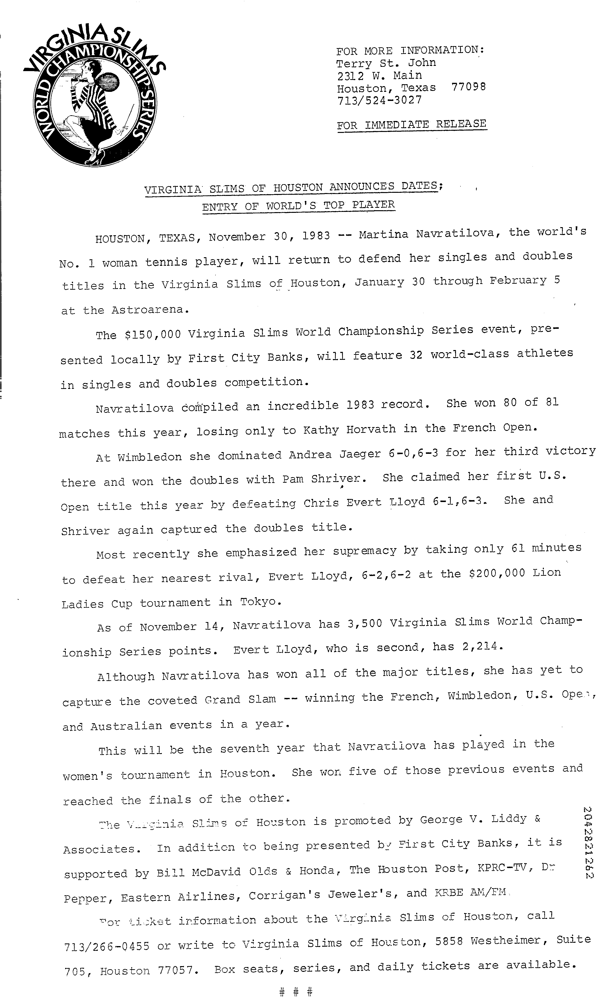 VIRGINIA SLIMS
WORLD CHAMPIONSHIP SERIES
FOR MORE INFORMATION:
Terry St. John
2312 W. Main
Houston, Texas 77098
713/524-3027
FOR IMMEDIATE RELEASE
VIRGINIA SLIMS OF HOUSTON ANNOUNCES DATES;
ENTRY OF WORLD'S TOP PLAYER
HOUSTON, TEXAS, November 30, 1983 -- Martina Navratilova, the world's
No. 1 woman tennis player, will return to defend her singles and doubles
titles in the Virginia Slims of Houston, January 30 through February 5
at the Astroarena.
The $150,000 Virginia Slims World Championship Series event, pre-
sented locally by First City Banks, will feature 32 world-class athletes
in singles and doubles competition.
Navratilova compiled an incredible 1983 record. She won 80 of 81
matches this year, losing only to Kathy Horvath in the French Open.
At Wimbledon she dominated Andrea Jaeger 6-0,6-3 for her third victory
there and won the doubles with Pam Shriver. She claimed her first U.S.
Open title this year by defeating Chris Evert Lloyd 6-1,6-3. She and
Shriver again captured the doubles title.
Most recently she emphasized her supremacy by taking only 61 minutes
to defeat her nearest rival, Evert Lloyd, 6-2,6-2 at the $200,000 Lion
Ladies Cup tournament in Tokyo.
As of November 14, Navratilova has 3,500 Virginia Slims World Champ-
ionship Series points. Evert Lloyd, who is second, has 2,214.
Although Navratilova has won all of the major titles, she has yet to
capture the coveted Grand Slam -- winning the French, Wimbledon, U.S. Open,
and Australian events in a year.
This will be the seventh year that Navratilova has played in the
women's tournament in Houston. She won five of those previous events and
reached the finals of the other.
The Virginia Slims of Houston is promoted by George V. Liddy &
Associates. In addition to being presented by First City Banks, it is
supported by Bill McDavid Olds & Honda, The Houston Post, KPRC-TV, Dr
Pepper, Eastern Airlines, Corrigan's Jeweler's, and KRBE AM/FM.
For ticket information about the Virginia Slims of Houston, call
713/266-0455 or write to Virginia Slims of Houston, 5858 Westheimer, Suite
705, Houston 77057. Box seats, series, and daily tickets are available.
# # #
2042821262